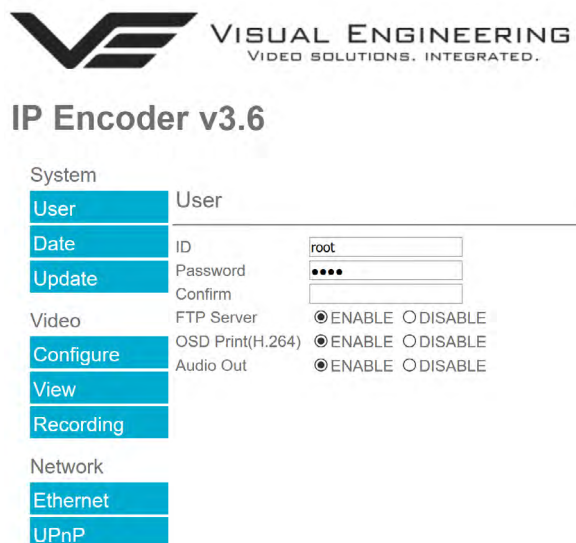 VISUAL ENGINEERING
VIDEO SOLUTIONS. INTEGRATED.
IP Encoder v3.6
System
User
Date
Update
Video
Configure
View
Recording
Network
Ethernet
UPnP
User
ID root
Password ••••
Confirm
FTP Server ENABLE DISABLE
OSD Print(H.264) ENABLE DISABLE
Audio Out ENABLE DISABLE